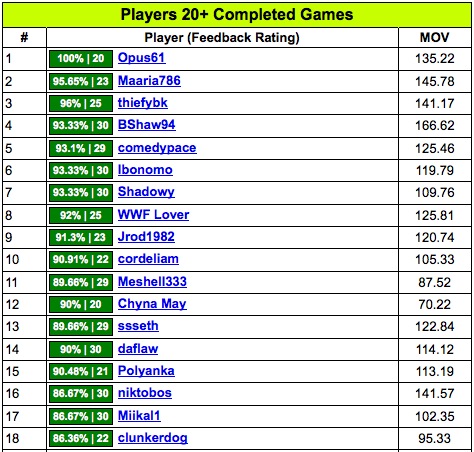 Players 20+ Completed Games
# Player (Feedback Rating) MOV
1 100% | 20 Opus61 135.22
2 95.65% | 23 Maaria786 145.78
3 96% | 25 thiefybk 141.17
4 93.33% | 30 BShaw94 166.62
5 93.1% | 29 comedypace 125.46
6 93.33% | 30 lbonomo 119.79
7 93.33% | 30 Shadowy 109.76
8 92% | 25 WWF Lover 125.81
9 91.3% | 23 Jrod1982 120.74
10 90.91% | 22 cordeliam 105.33
11 89.66% | 29 Meshell333 87.52
12 90% | 20 Chyna May 70.22
13 89.66% | 29 ssseth 122.84
14 90% | 30 daflaw 114.12
15 90.48% | 21 Polyanka 113.19
16 86.67% | 30 niktobos 141.57
17 86.67% | 30 Miikal1 102.35
18 86.36% | 22 clunkerdog 95.33